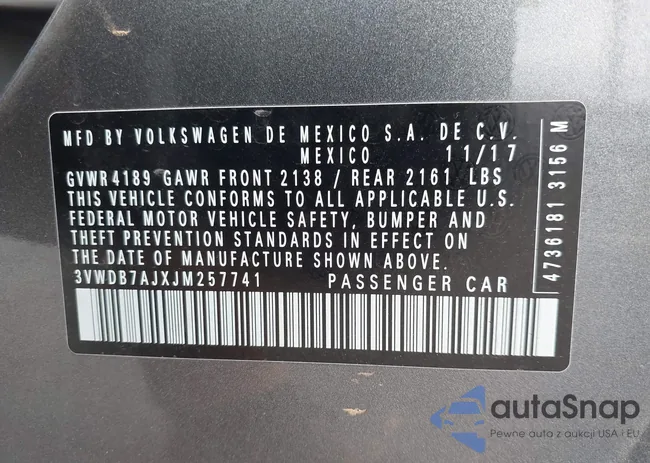 MFD BY VOLKSWAGEN DE MEXICO S.A. DE C.V.
MEXICO 11/17
GVWR 4189 GAWR FRONT 2138 / REAR 2161 LBS
THIS VEHICLE CONFORMS TO ALL APPLICABLE U.S.
FEDERAL MOTOR VEHICLE SAFETY, BUMPER AND
THEFT PREVENTION STANDARDS IN EFFECT ON
THE DATE OF MANUFACTURE SHOWN ABOVE.
3VWDB7AJXJM257741 PASSENGER CAR
4736181 3156 M
autaSnap
Pewne auta z aukcji USA i EU